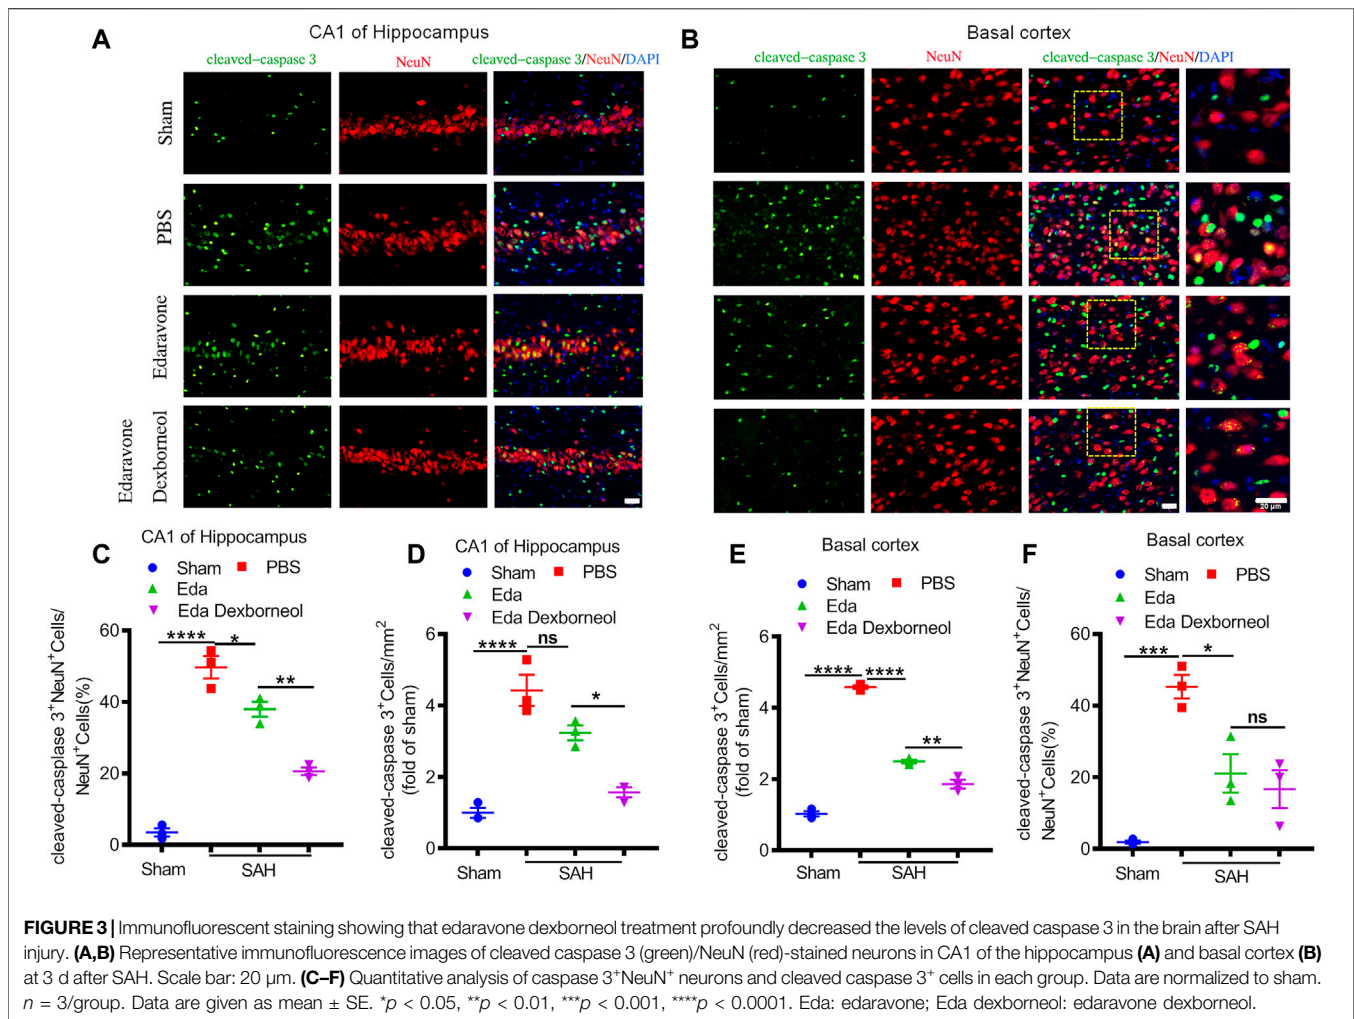 A
CA1 of Hippocampus
cleaved-caspase 3
NeuN
cleaved-caspase 3/NeuN/DAPI
Sham
PBS
Edaravone
Edaravone
Dexborneol
B
Basal cortex
cleaved-caspase 3
NeuN
cleaved-caspase 3/NeuN/DAPI
20 μm
C
CA1 of Hippocampus
Sham
PBS
Eda
Eda Dexborneol
cleaved-casplase 3+NeuN+Cells/
NeuN+Cells(%)
60
40
20
0
****
*
**
Sham
SAH
D
CA1 of Hippocampus
Sham
PBS
Eda
Eda Dexborneol
cleaved-caspase 3+Cells/mm2
(fold of sham)
6
4
2
0
****
ns
*
Sham
SAH
E
Basal cortex
Sham
PBS
Eda
Eda Dexborneol
cleaved-caspase 3+Cells/mm2
(fold of sham)
6
4
2
0
****
****
**
Sham
SAH
F
Basal cortex
Sham
PBS
Eda
Eda Dexborneol
cleaved-caspase 3+NeuN+Cells/
NeuN+Cells(%)
60
40
20
0
***
*
ns
Sham
SAH
FIGURE 3 | Immunofluorescent staining showing that edaravone dexborneol treatment profoundly decreased the levels of cleaved caspase 3 in the brain after SAH
injury. (A,B) Representative immunofluorescence images of cleaved caspase 3 (green)/NeuN (red)-stained neurons in CA1 of the hippocampus (A) and basal cortex (B)
at 3 d after SAH. Scale bar: 20 μm. (C–F) Quantitative analysis of caspase 3+NeuN+ neurons and cleaved caspase 3+ cells in each group. Data are normalized to sham.
n = 3/group. Data are given as mean ± SE. *p < 0.05, **p < 0.01, ***p < 0.001, ****p < 0.0001. Eda: edaravone; Eda dexborneol: edaravone dexborneol.